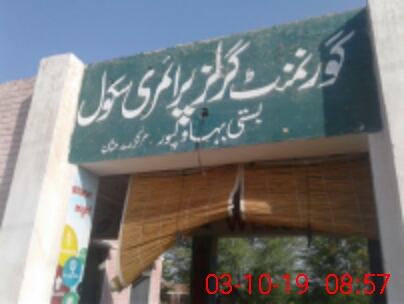 گورنمنٹ گرلز پرائمری سکول
بستی بہاولپور
03-10-19 08:57